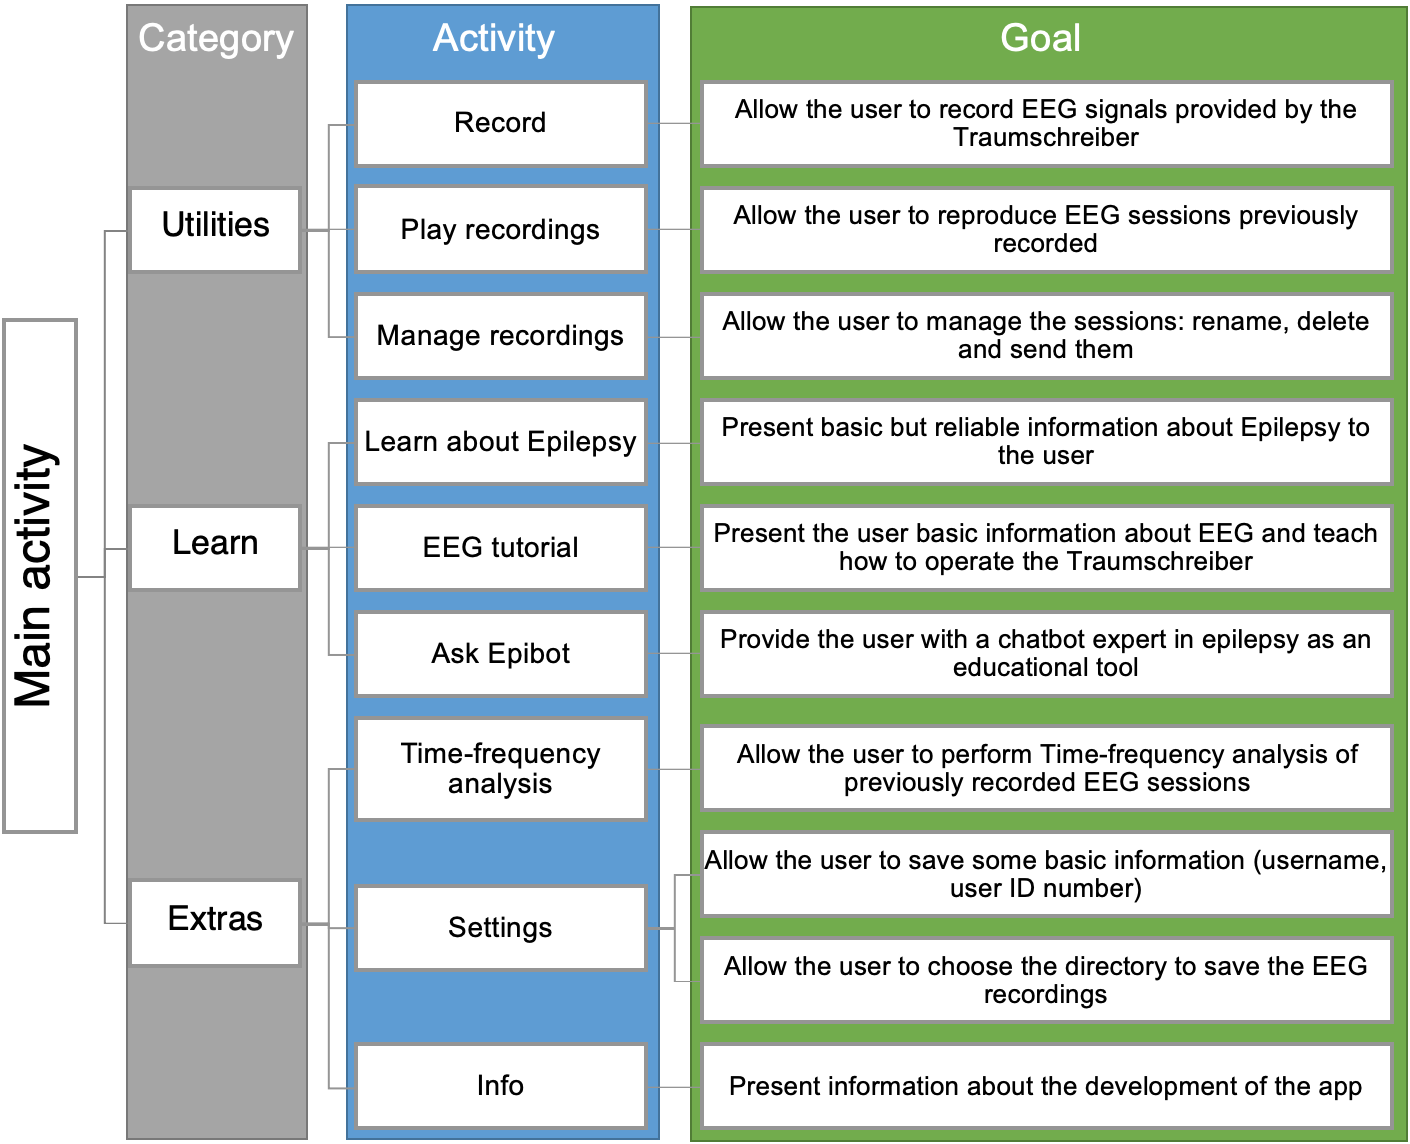 Category
Activity
Goal
Main activity
Utilities
Record
Allow the user to record EEG signals provided by the
Traumschreiber
Play recordings
Allow the user to reproduce EEG sessions previously
recorded
Manage recordings
Allow the user to manage the sessions: rename, delete
and send them
Learn
Learn about Epilepsy
Present basic but reliable information about Epilepsy to
the user
EEG tutorial
Present the user basic information about EEG and teach
how to operate the Traumschreiber
Ask Epibot
Provide the user with a chatbot expert in epilepsy as an
educational tool
Extras
Time-frequency
analysis
Allow the user to perform Time-frequency analysis of
previously recorded EEG sessions
Settings
Allow the user to save some basic information (username,
user ID number)
Allow the user to choose the directory to save the EEG
recordings
Info
Present information about the development of the app